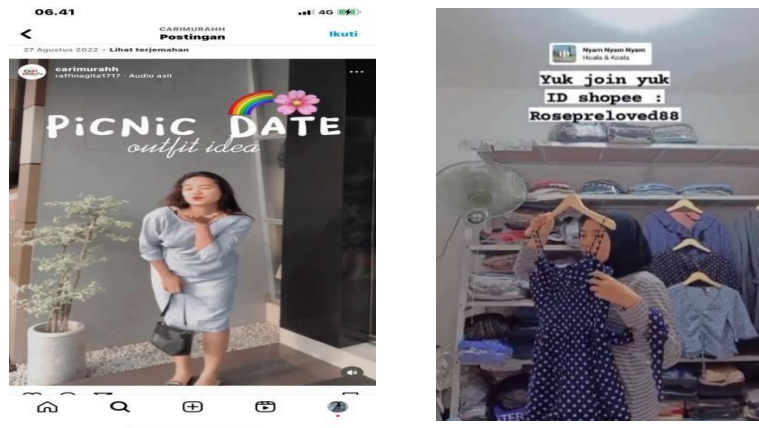 06.41
4G
CARIMURAHH
Postingan
Ikuti
27 Agustus 2022 · Lihat terjemahan
carimurahh
raffinagita1717 · Audio asli
PiCNiC DATE
outfit idea
Nyam Nyam Nyam
Hoala & Koala
Yuk join yuk
ID shopee :
Rosepreloved88